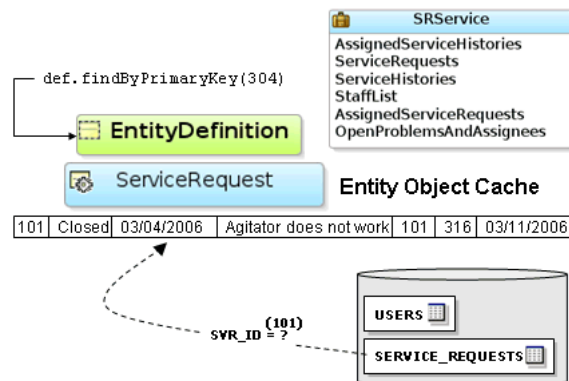 SRService
AssignedServiceHistories
ServiceRequests
ServiceHistories
StaffList
AssignedServiceRequests
OpenProblemsAndAssignees
def.findByPrimaryKey(304)
EntityDefinition
ServiceRequest
Entity Object Cache
101 Closed 03/04/2006 Agitator does not work 101 316 03/11/2006
(101)
SVR_ID = ?
USERS
SERVICE_REQUESTS